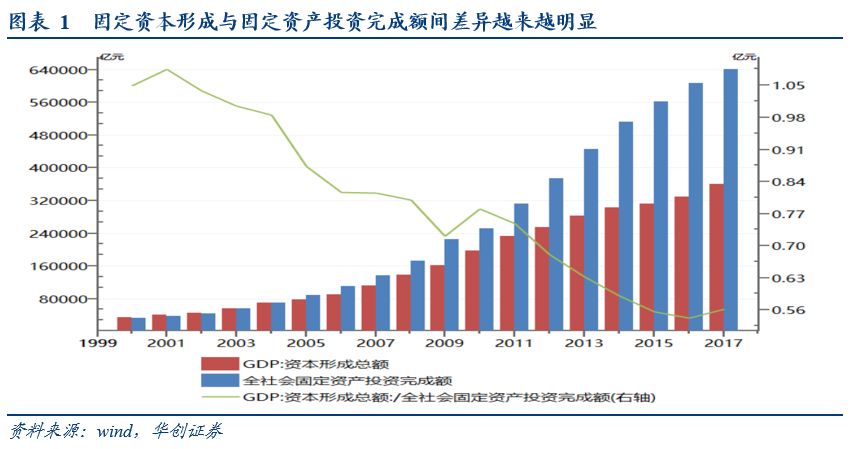 图表 1 固定资本形成与固定资产投资完成额间差异越来越明显
亿元 亿元
640000 1.05
560000 0.98
480000 0.91
400000 0.84
320000 0.77
240000 0.70
160000 0.63
80000 0.56
1999 2001 2003 2005 2007 2009 2011 2013 2015 2017
GDP:资本形成总额
全社会固定资产投资完成额
GDP:资本形成总额:/全社会固定资产投资完成额(右轴)
资料来源：wind，华创证券